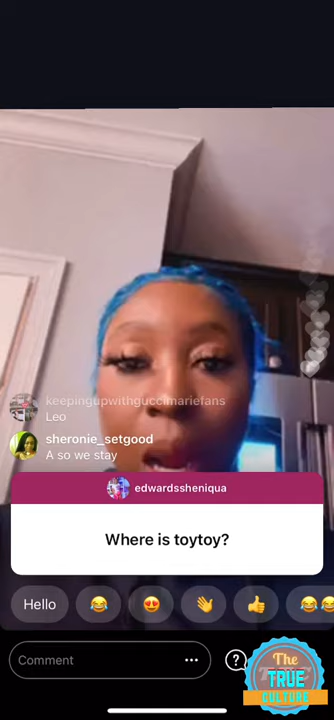 keepingupwithguccimariefans
Leo
sheronie_setgood
A so we stay
edwardssheniqua
Where is toytoy?
Hello
Comment
The
TRUE
CULTURE